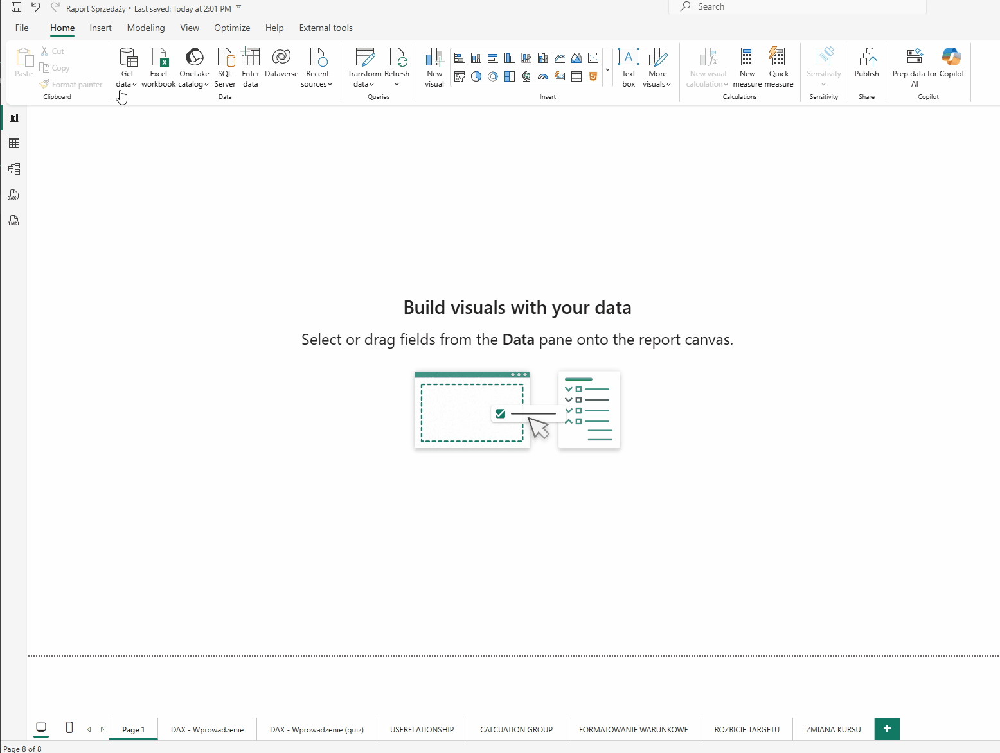 Raport Sprzedaży • Last saved: Today at 2:01 PM
Search
File Home Insert Modeling View Optimize Help External tools
Paste
Cut
Copy
Format painter
Clipboard
Get data
Excel workbook
OneLake catalog
SQL Server
Enter data
Dataverse
Recent sources
Data
Transform data
Refresh
Queries
New visual
Text box
More visuals
Insert
New visual calculation
New measure
Quick measure
Calculations
Sensitivity
Sensitivity
Publish
Share
Prep data for AI
Copilot
Copilot
DAX
TMDL
Build visuals with your data
Select or drag fields from the Data pane onto the report canvas.
Page 1
DAX - Wprowadzenie
DAX - Wprowadzenie (quiz)
USERELATIONSHIP
CALCUATION GROUP
FORMATOWANIE WARUNKOWE
ROZBICIE TARGETU
ZMIANA KURSU
Page 8 of 8